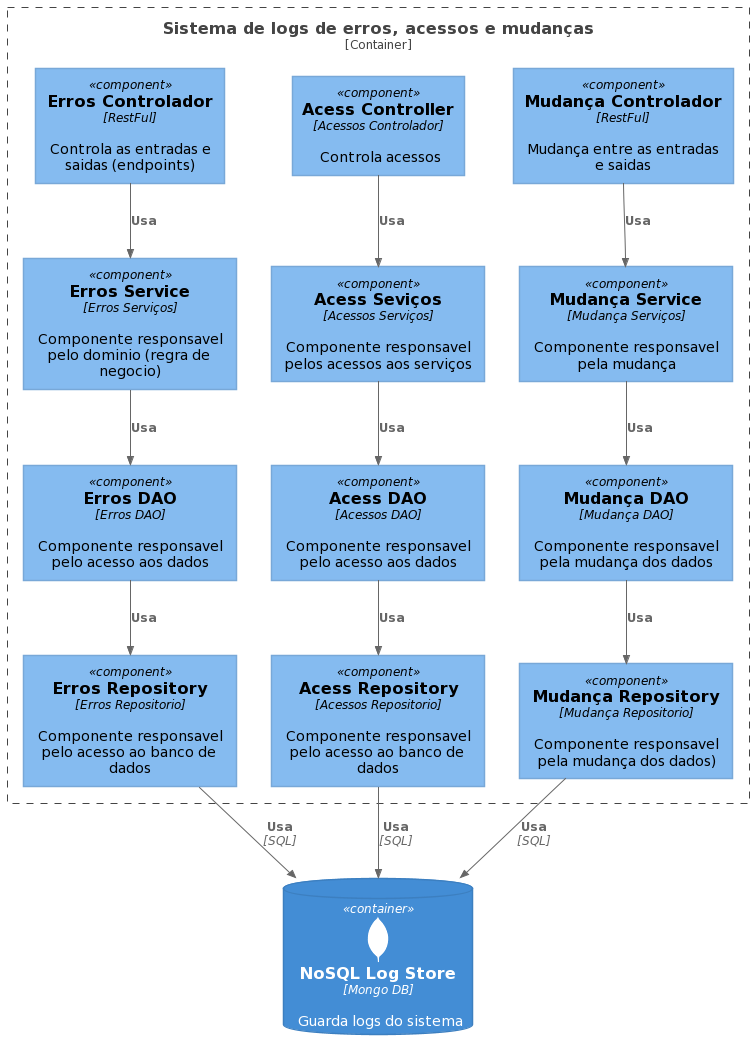 Sistema de logs de erros, acessos e mudanças
[Container]
«component»
Erros Controlador
[RestFul]
Controla as entradas e
saidas (endpoints)
«component»
Acess Controller
[Acessos Controlador]
Controla acessos
«component»
Mudança Controlador
[RestFul]
Mudança entre as entradas
e saidas
Usa
Usa
Usa
«component»
Erros Service
[Erros Serviços]
Componente responsavel
pelo dominio (regra de
negocio)
«component»
Acess Seviços
[Acessos Serviços]
Componente responsavel
pelos acessos aos serviços
«component»
Mudança Service
[Mudança Serviços]
Componente responsavel
pela mudança
Usa
Usa
Usa
«component»
Erros DAO
[Erros DAO]
Componente responsavel
pelo acesso aos dados
«component»
Acess DAO
[Acessos DAO]
Componente responsavel
pelo acesso aos dados
«component»
Mudança DAO
[Mudança DAO]
Componente responsavel
pela mudança dos dados
Usa
Usa
Usa
«component»
Erros Repository
[Erros Repositorio]
Componente responsavel
pelo acesso ao banco de
dados
«component»
Acess Repository
[Acessos Repositorio]
Componente responsavel
pelo acesso ao banco de
dados
«component»
Mudança Repository
[Mudança Repositorio]
Componente responsavel
pela mudança dos dados)
Usa
[SQL]
Usa
[SQL]
Usa
[SQL]
«container»
NoSQL Log Store
[Mongo DB]
Guarda logs do sistema